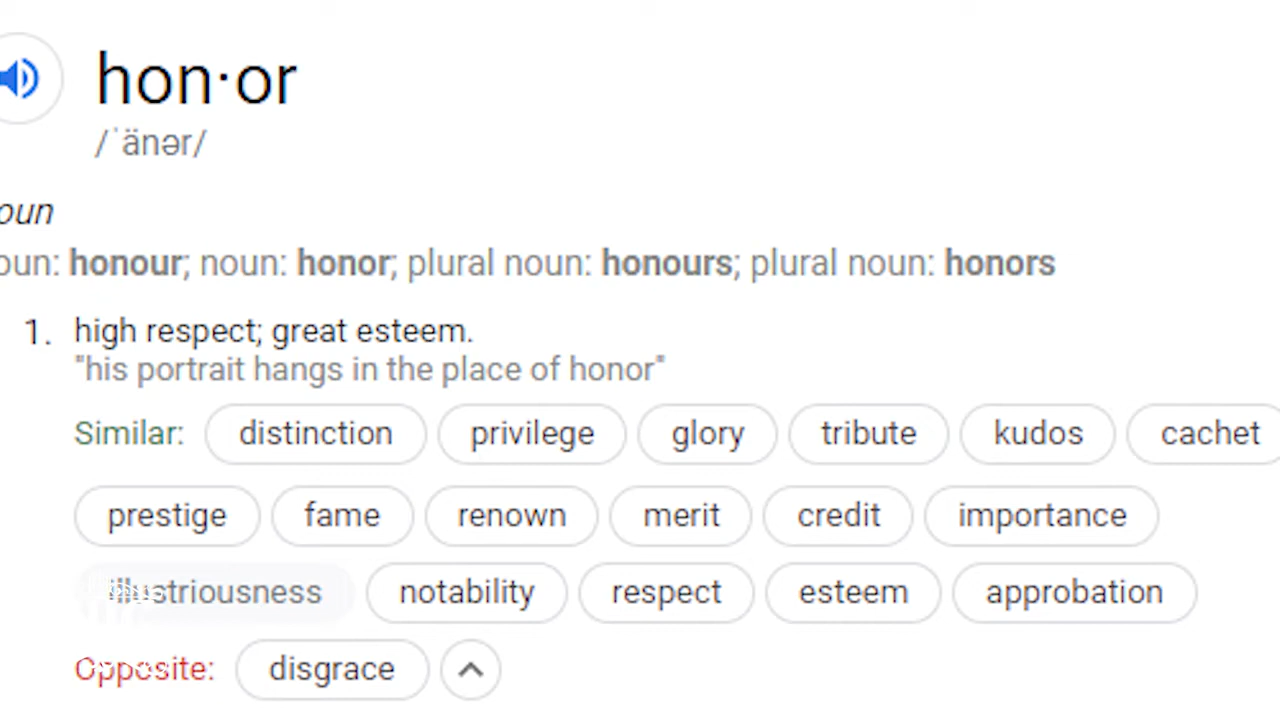 hon·or
/ˈänər/
oun
oun: honour; noun: honor; plural noun: honours; plural noun: honors
1. high respect; great esteem.
"his portrait hangs in the place of honor"
Similar: distinction privilege glory tribute kudos cachet
prestige fame renown merit credit importance
illustriousness notability respect esteem approbation
Opposite: disgrace